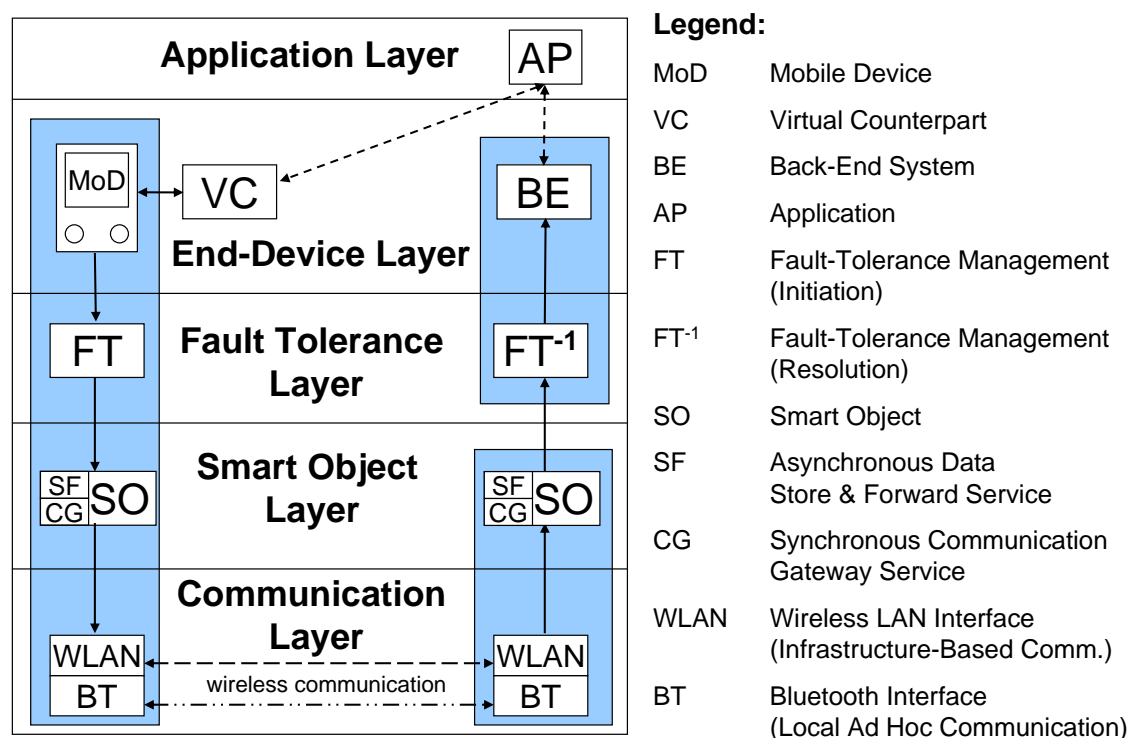 Application Layer
AP
MoD
VC
BE
End-Device Layer
FT
Fault Tolerance
Layer
FT-1
SF
CG
SO
Smart Object
Layer
SF
CG
SO
Communication
Layer
WLAN
BT
wireless communication
WLAN
BT
Legend:
MoD Mobile Device
VC Virtual Counterpart
BE Back-End System
AP Application
FT Fault-Tolerance Management
(Initiation)
FT-1 Fault-Tolerance Management
(Resolution)
SO Smart Object
SF Asynchronous Data
Store & Forward Service
CG Synchronous Communication
Gateway Service
WLAN Wireless LAN Interface
(Infrastructure-Based Comm.)
BT Bluetooth Interface
(Local Ad Hoc Communication)